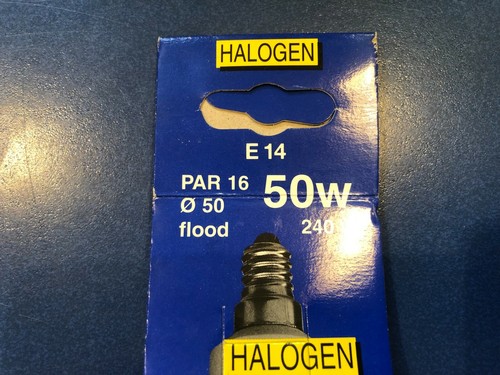 HALOGEN
E 14
PAR 16 50w
Ø 50
flood 240
HALOGEN